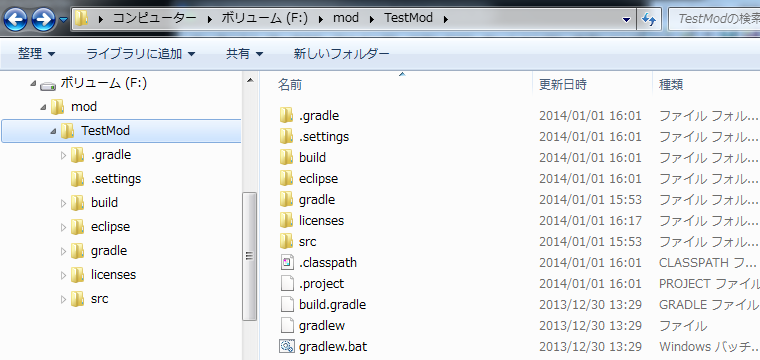 コンピューター ▸ ボリューム (F:) ▸ mod ▸ TestMod ▸ TestModの検索
整理 ライブラリに追加 共有 新しいフォルダー
ボリューム (F:)
mod
TestMod
.gradle
.settings
build
eclipse
gradle
licenses
src
名前 更新日時 種類
.gradle 2014/01/01 16:01 ファイル フォル...
.settings 2014/01/01 16:01 ファイル フォル...
build 2014/01/01 16:01 ファイル フォル...
eclipse 2014/01/01 16:01 ファイル フォル...
gradle 2014/01/01 15:53 ファイル フォル...
licenses 2014/01/01 16:17 ファイル フォル...
src 2014/01/01 15:53 ファイル フォル...
.classpath 2014/01/01 16:01 CLASSPATH フ...
.project 2014/01/01 16:01 PROJECT ファイル
build.gradle 2013/12/30 13:29 GRADLE ファイル
gradlew 2013/12/30 13:29 ファイル
gradlew.bat 2013/12/30 13:29 Windows バッチ...